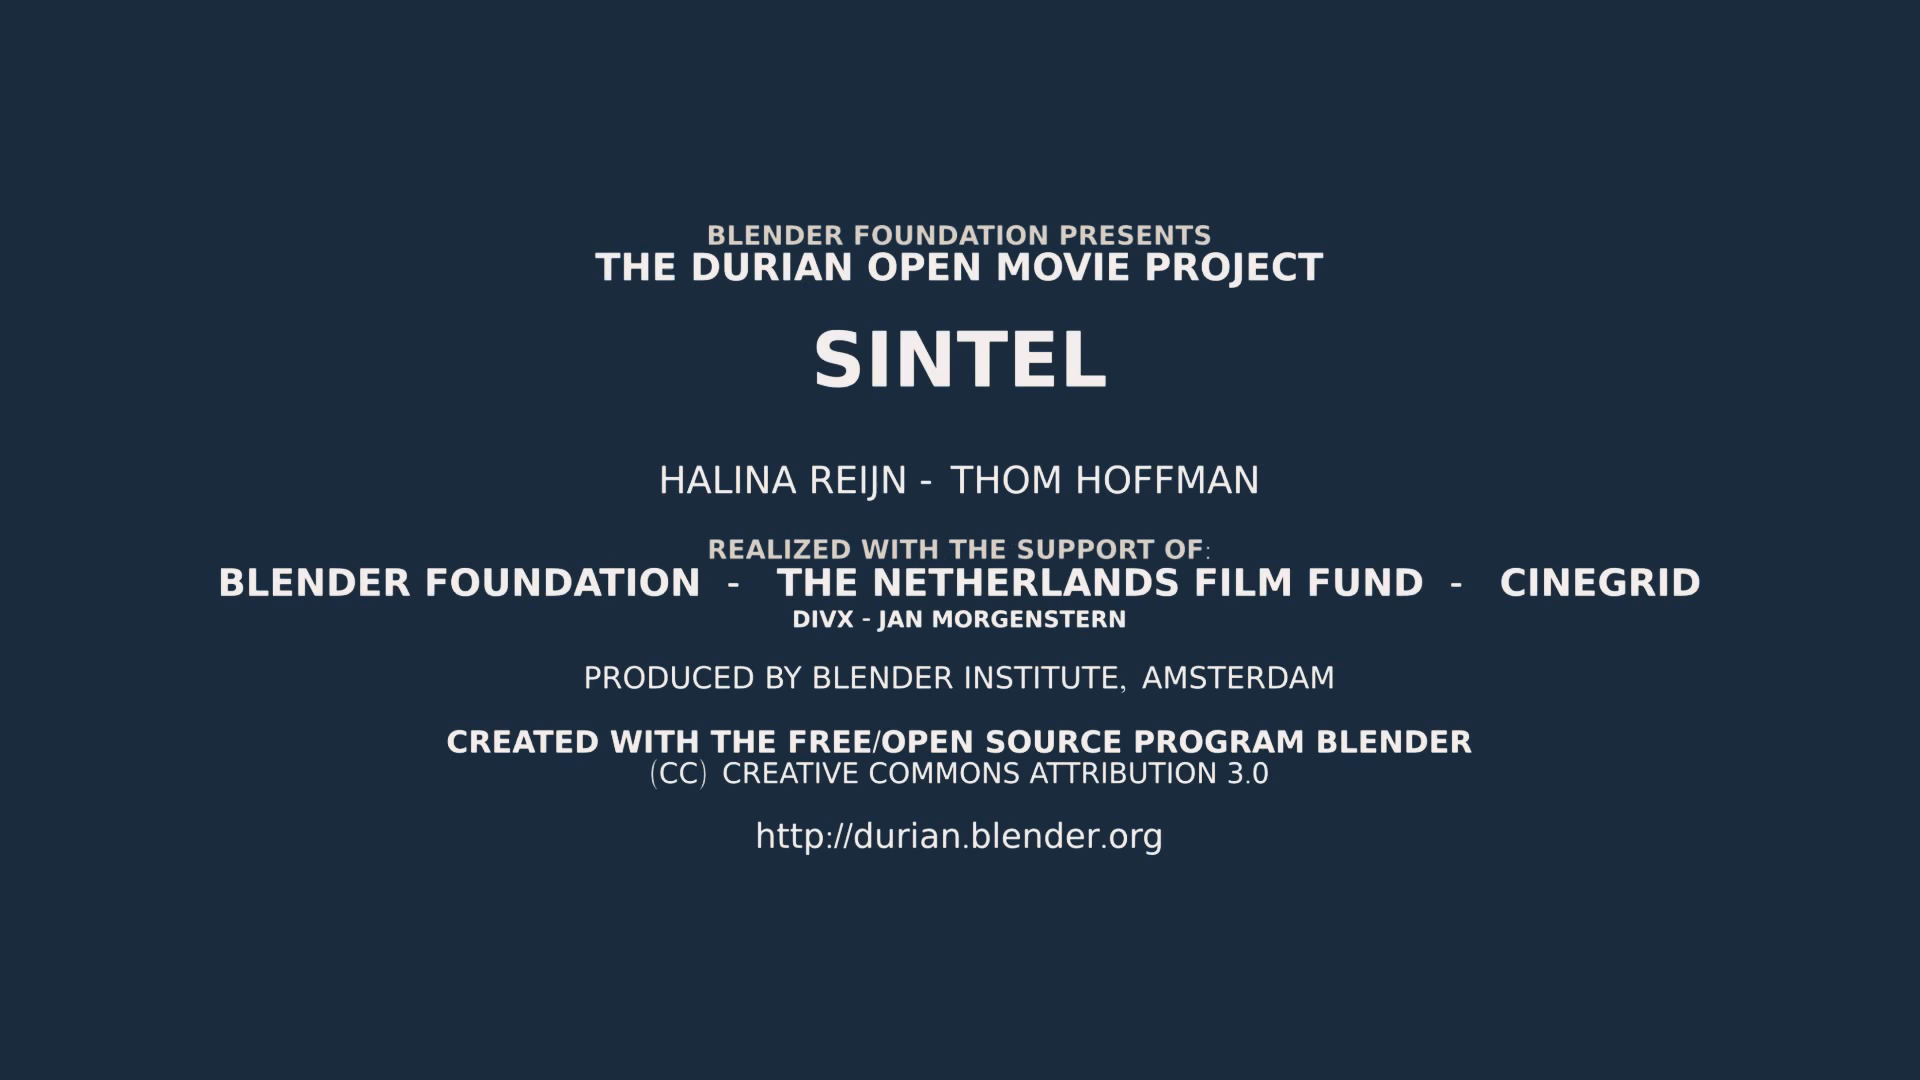 BLENDER FOUNDATION PRESENTS
THE DURIAN OPEN MOVIE PROJECT
SINTEL
HALINA REIJN - THOM HOFFMAN
REALIZED WITH THE SUPPORT OF:
BLENDER FOUNDATION - THE NETHERLANDS FILM FUND - CINEGRID
DIVX - JAN MORGENSTERN
PRODUCED BY BLENDER INSTITUTE, AMSTERDAM
CREATED WITH THE FREE/OPEN SOURCE PROGRAM BLENDER
(CC) CREATIVE COMMONS ATTRIBUTION 3.0
http://durian.blender.org